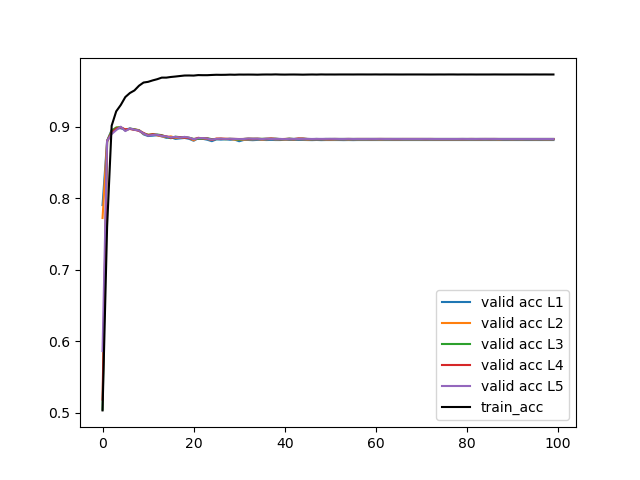 0.9
0.8
0.7
0.6
0.5
0 20 40 60 80 100
valid acc L1
valid acc L2
valid acc L3
valid acc L4
valid acc L5
train_acc